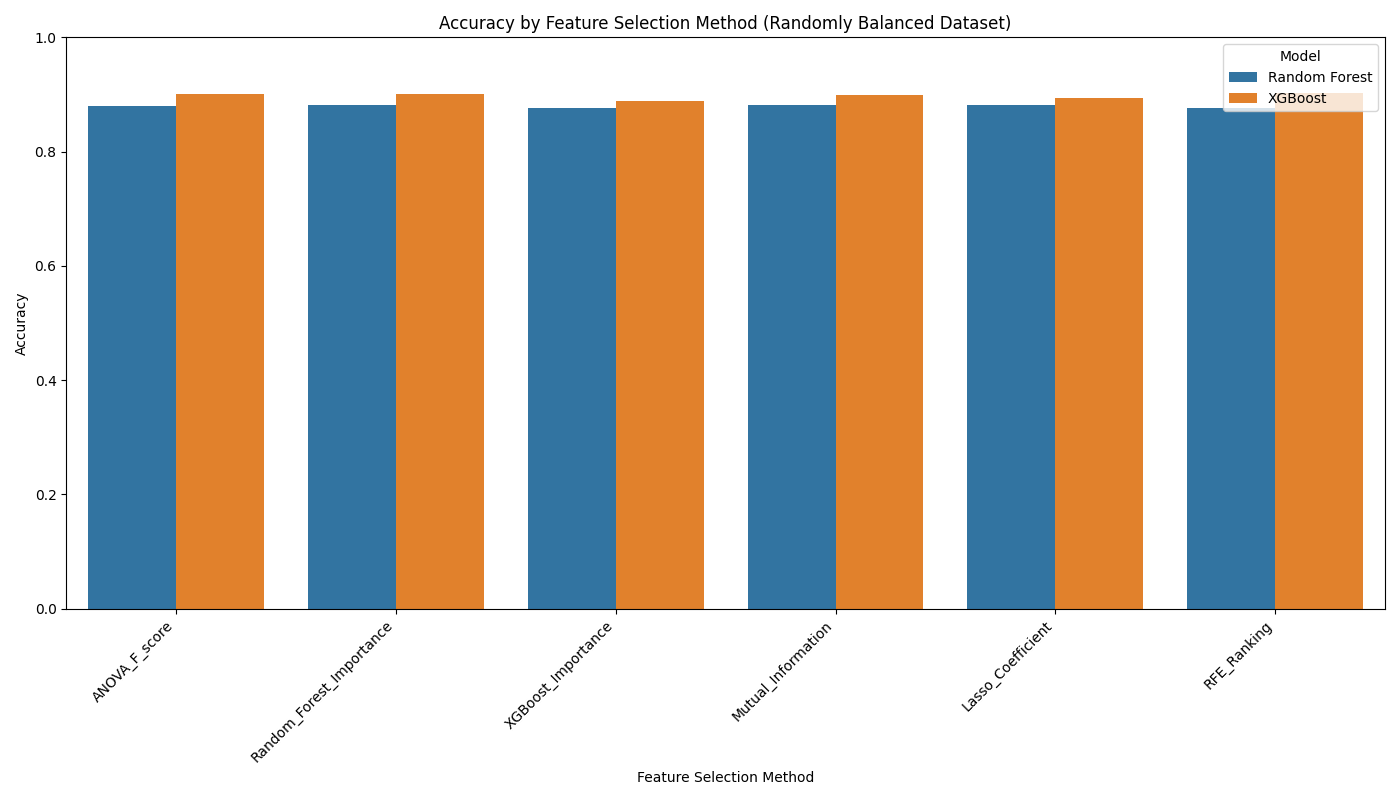 Accuracy by Feature Selection Method (Randomly Balanced Dataset)
Model
Random Forest
XGBoost
Accuracy
1.0
0.8
0.6
0.4
0.2
0.0
ANOVA_F_score
Random_Forest_Importance
XGBoost_Importance
Mutual_Information
Lasso_Coefficient
RFE_Ranking
Feature Selection Method